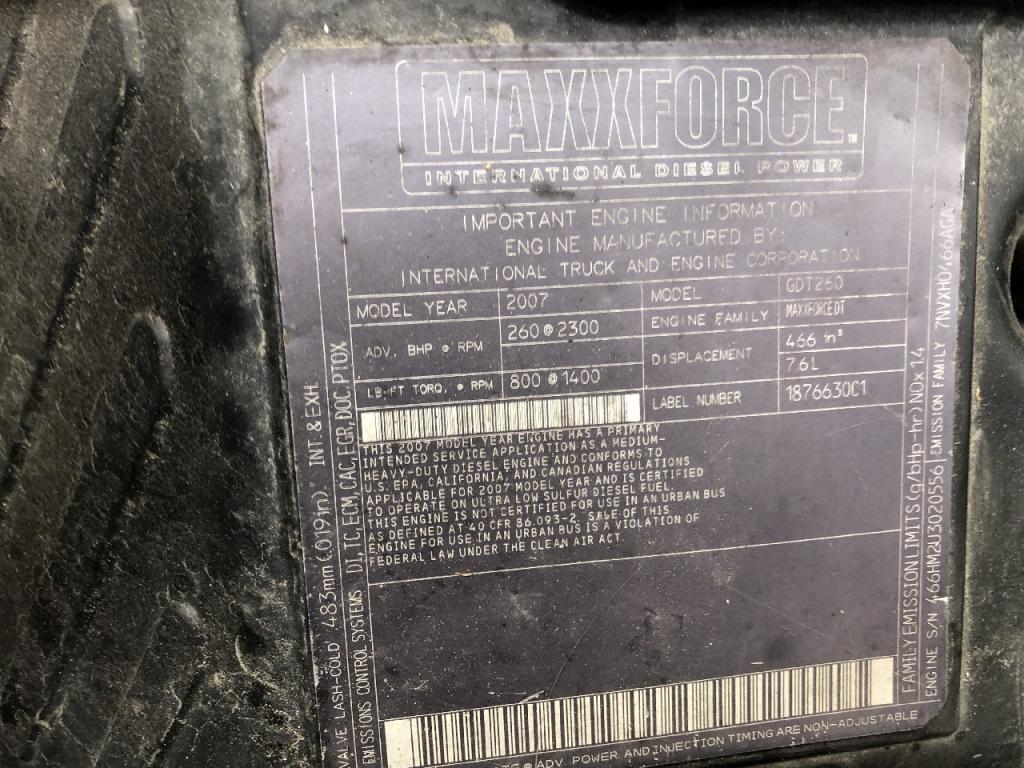 MAXXFORCE™
INTERNATIONAL DIESEL POWER
IMPORTANT ENGINE INFORMATION
ENGINE MANUFACTURED BY:
INTERNATIONAL TRUCK AND ENGINE CORPORATION
MODEL YEAR 2007 MODEL GDT260
ADV. BHP @ RPM 260 @ 2300 ENGINE FAMILY MAXXFORCE DT
DISPLACEMENT 466 in³
7.6L
LB-FT TORQ. @ RPM 800 @ 1400 LABEL NUMBER 1876630C1
THIS 2007 MODEL YEAR ENGINE HAS A PRIMARY
INTENDED SERVICE APPLICATION AS A MEDIUM-
HEAVY-DUTY DIESEL ENGINE AND CONFORMS TO
U.S. EPA, CALIFORNIA, AND CANADIAN REGULATIONS
APPLICABLE FOR 2007 MODEL YEAR AND IS CERTIFIED
TO OPERATE ON ULTRA LOW SULFUR DIESEL FUEL.
THIS ENGINE IS NOT CERTIFIED FOR USE IN AN URBAN BUS
AS DEFINED AT 40 CFR 86.093-2. SALE OF THIS
ENGINE FOR USE IN AN URBAN BUS IS A VIOLATION OF
FEDERAL LAW UNDER THE CLEAN AIR ACT.
VALVE LASH-COLD .483mm (.019in). INT. & EXH.
EMISSIONS CONTROL SYSTEMS DI, TC, ECM, CAC, EGR, DOC, PTOX
FAMILY EMISSION LIMITS (g/bhp-hr) NOx 1.4
ENGINE S/N 466HM2U3020556 EMISSION FAMILY 7NVXH0466AGA
@ ADV. POWER AND INJECTION TIMING ARE NON-ADJUSTABLE